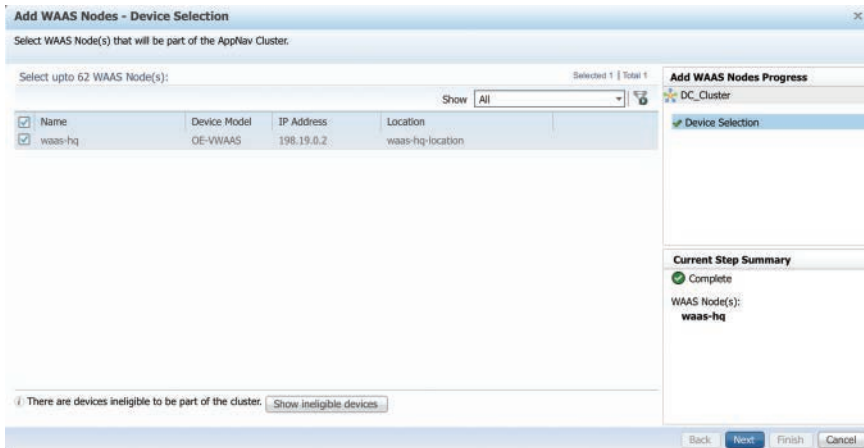 Add WAAS Nodes - Device Selection
Select WAAS Node(s) that will be part of the AppNav Cluster.
Select upto 62 WAAS Node(s):
Selected 1 | Total 1
Show All
Name Device Model IP Address Location
waas-hq OE-VWAAS 198.19.0.2 waas-hq-location
There are devices ineligible to be part of the cluster. Show ineligible devices
Add WAAS Nodes Progress
DC_Cluster
Device Selection
Current Step Summary
Complete
WAAS Node(s):
waas-hq
Back Next Finish Cancel